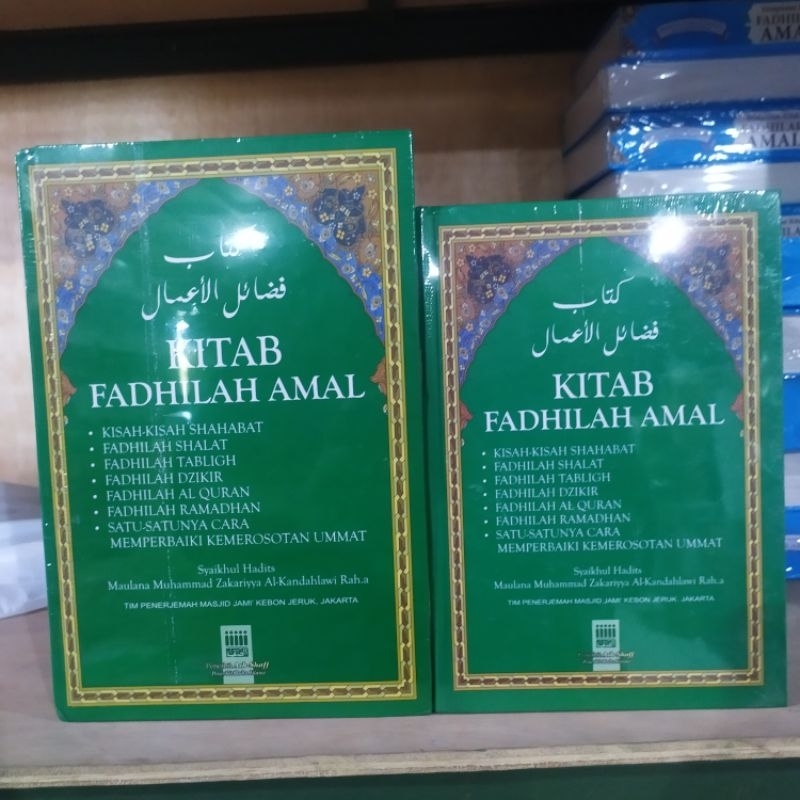 كتاب
فضائل الأعمال
KITAB
FADHILAH AMAL
• KISAH-KISAH SHAHABAT
• FADHILAH SHALAT
• FADHILAH TABLIGH
• FADHILAH DZIKIR
• FADHILAH AL QURAN
• FADHILAH RAMADHAN
• SATU-SATUNYA CARA
MEMPERBAIKI KEMEROSOTAN UMMAT
Syaikhul Hadits
Maulana Muhammad Zakariyya Al-Kandahlawi Rah.a
TIM PENERJEMAH MASJID JAMI' KEBON JERUK, JAKARTA
كتاب
فضائل الأعمال
KITAB
FADHILAH AMAL
• KISAH-KISAH SHAHABAT
• FADHILAH SHALAT
• FADHILAH TABLIGH
• FADHILAH DZIKIR
• FADHILAH AL QURAN
• FADHILAH RAMADHAN
• SATU-SATUNYA CARA
MEMPERBAIKI KEMEROSOTAN UMMAT
Syaikhul Hadits
Maulana Muhammad Zakariyya Al-Kandahlawi Rah.a
TIM PENERJEMAH MASJID JAMI' KEBON JERUK JAKARTA